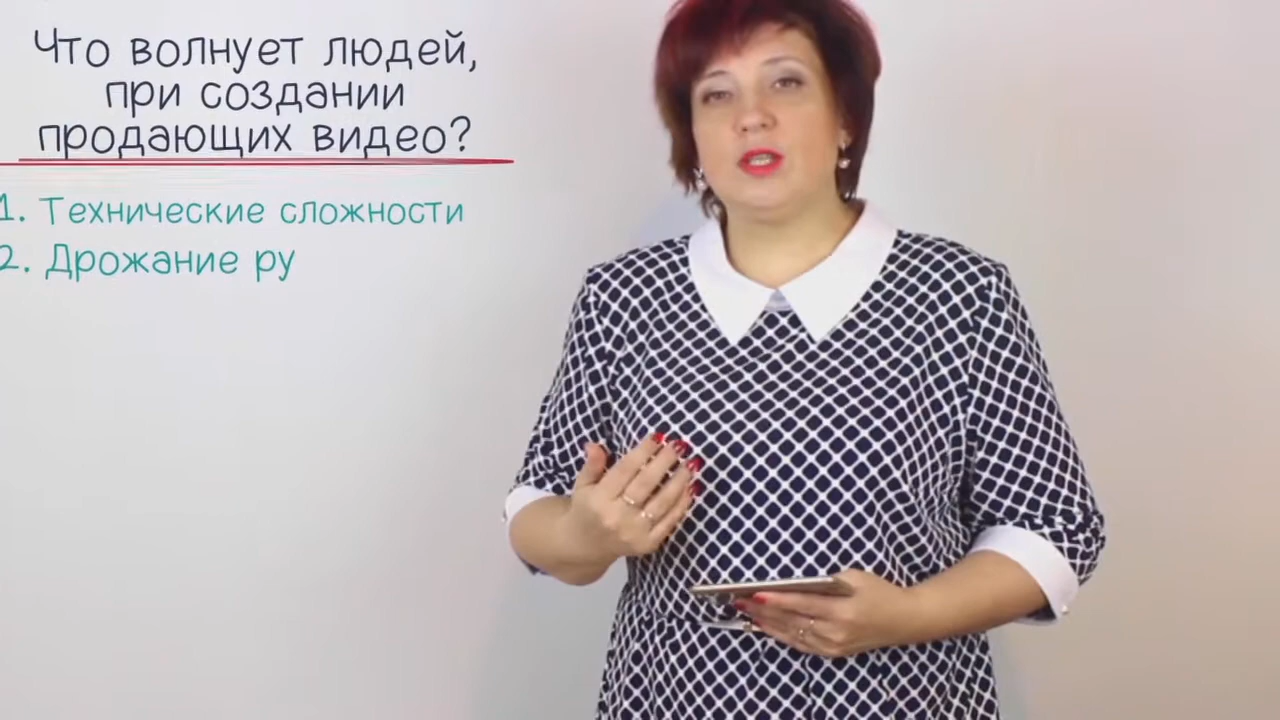 Что волнует людей,
при создании
продающих видео?
1. Технические сложности
2. Дрожание ру